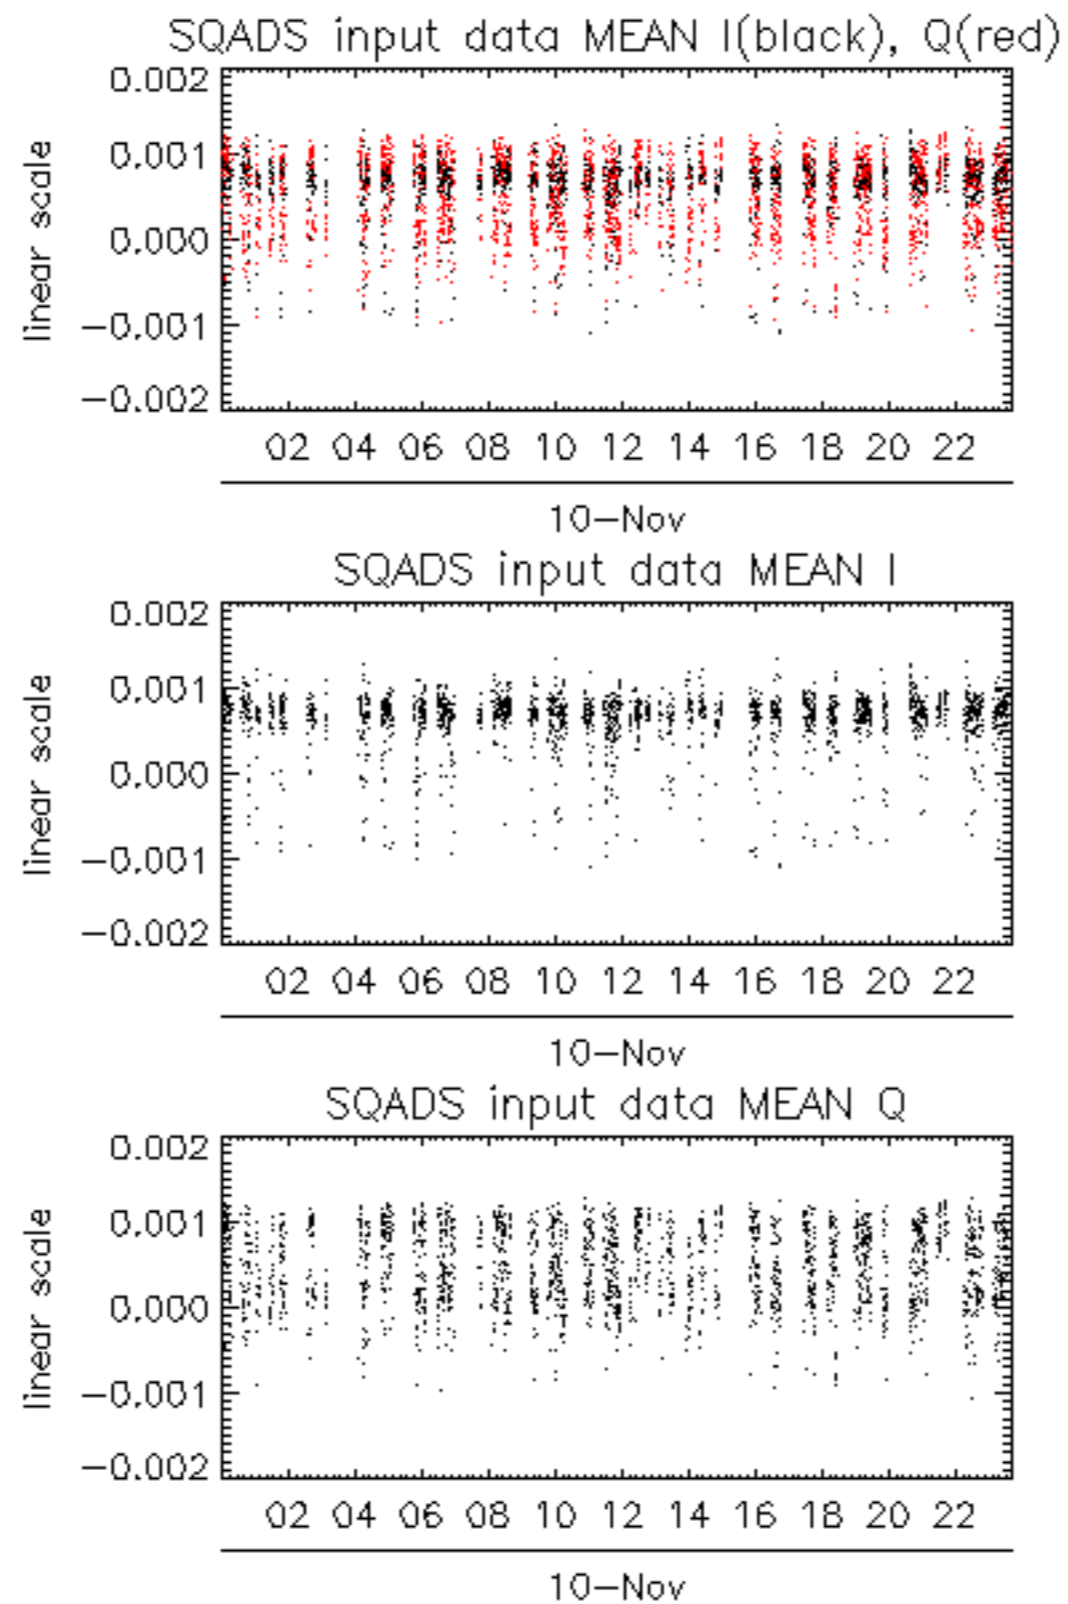 SQADS input data MEAN I(black), Q(red)
0.002
0.001
0.000
−0.001
−0.002
linear scale
02 04 06 08 10 12 14 16 18 20 22
10−Nov
SQADS input data MEAN I
0.002
0.001
0.000
−0.001
−0.002
linear scale
02 04 06 08 10 12 14 16 18 20 22
10−Nov
SQADS input data MEAN Q
0.002
0.001
0.000
−0.001
−0.002
linear scale
02 04 06 08 10 12 14 16 18 20 22
10−Nov